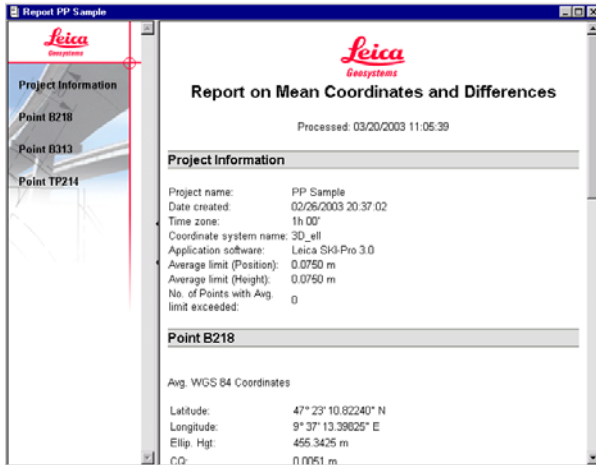 Report PP Sample
Leica
Geosystems
Project Information
Point B218
Point B313
Point TP214
Leica
Geosystems
Report on Mean Coordinates and Differences
Processed: 03/20/2003 11:05:39
Project Information
Project name: PP Sample
Date created: 02/26/2003 20:37:02
Time zone: 1h 00'
Coordinate system name: 3D_ell
Application software: Leica SKI-Pro 3.0
Average limit (Position): 0.0750 m
Average limit (Height): 0.0750 m
No. of Points with Avg.
limit exceeded: 0
Point B218
Avg. WGS 84 Coordinates
Latitude: 47° 23' 10.82240" N
Longitude: 9° 37' 13.39825" E
Ellip. Hgt: 455.3425 m
CQ: 0.0051 m